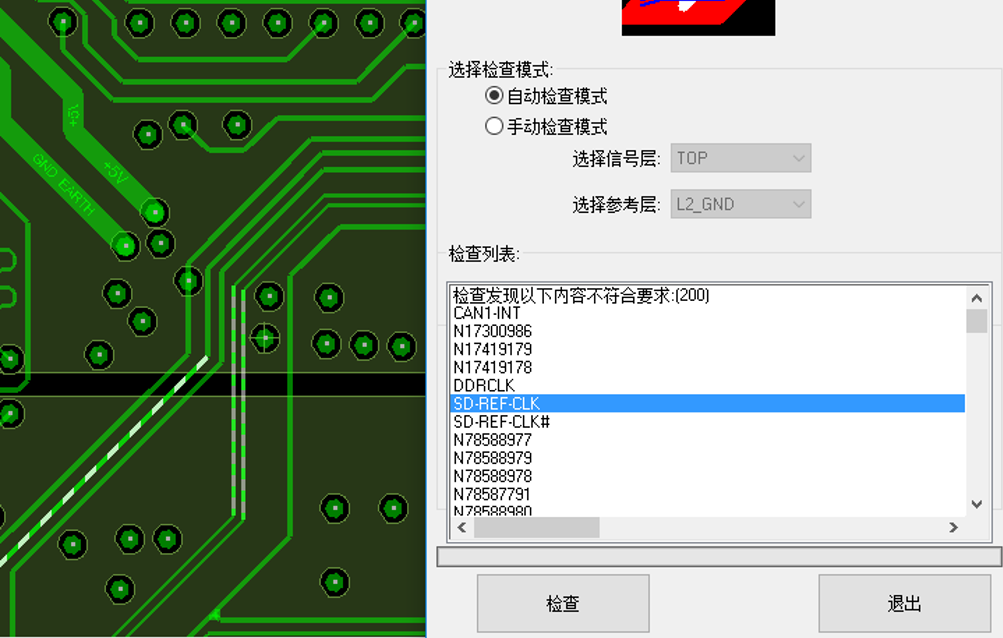 +5V
+5V
GND EARTH
选择检查模式:
自动检查模式
手动检查模式
选择信号层: TOP
选择参考层: L2_GND
检查列表:
检查发现以下内容不符合要求:(200)
CAN1-INT
N17300986
N17419179
N17419178
DDRCLK
SD-REF-CLK
SD-REF-CLK#
N78588977
N78588979
N78588978
N78587791
N78588980
检查
退出